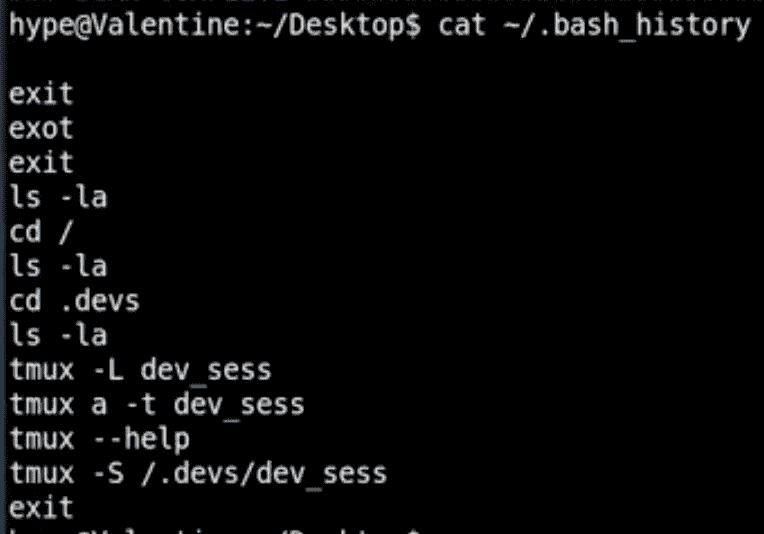 hype@Valentine:~/Desktop$ cat ~/.bash_history
exit
exot
exit
ls -la
cd /
ls -la
cd .devs
ls -la
tmux -L dev_sess
tmux a -t dev_sess
tmux --help
tmux -S /.devs/dev_sess
exit